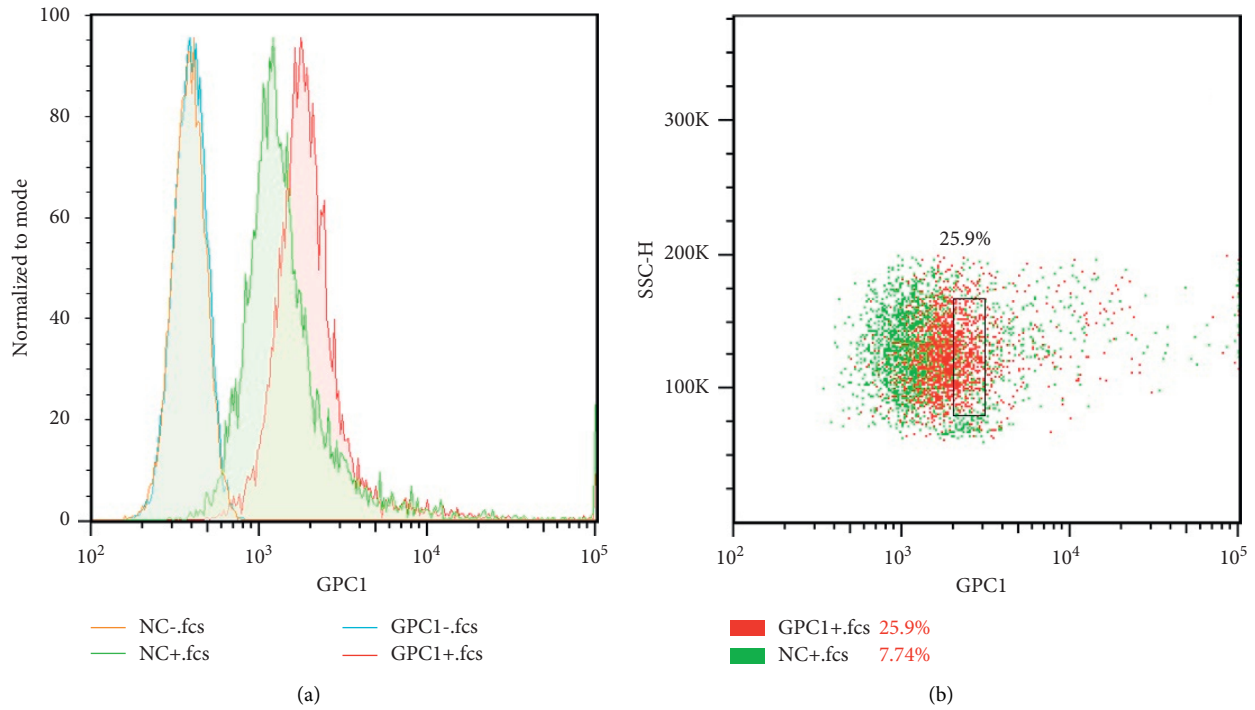 100
80
60
40
20
0
Normalized to mode
10²
10³
10⁴
10⁵
GPC1
NC-.fcs
GPC1-.fcs
NC+.fcs
GPC1+.fcs
(a)
300K
200K
100K
SSC-H
25.9%
10²
10³
10⁴
10⁵
GPC1
GPC1+.fcs 25.9%
NC+.fcs 7.74%
(b)